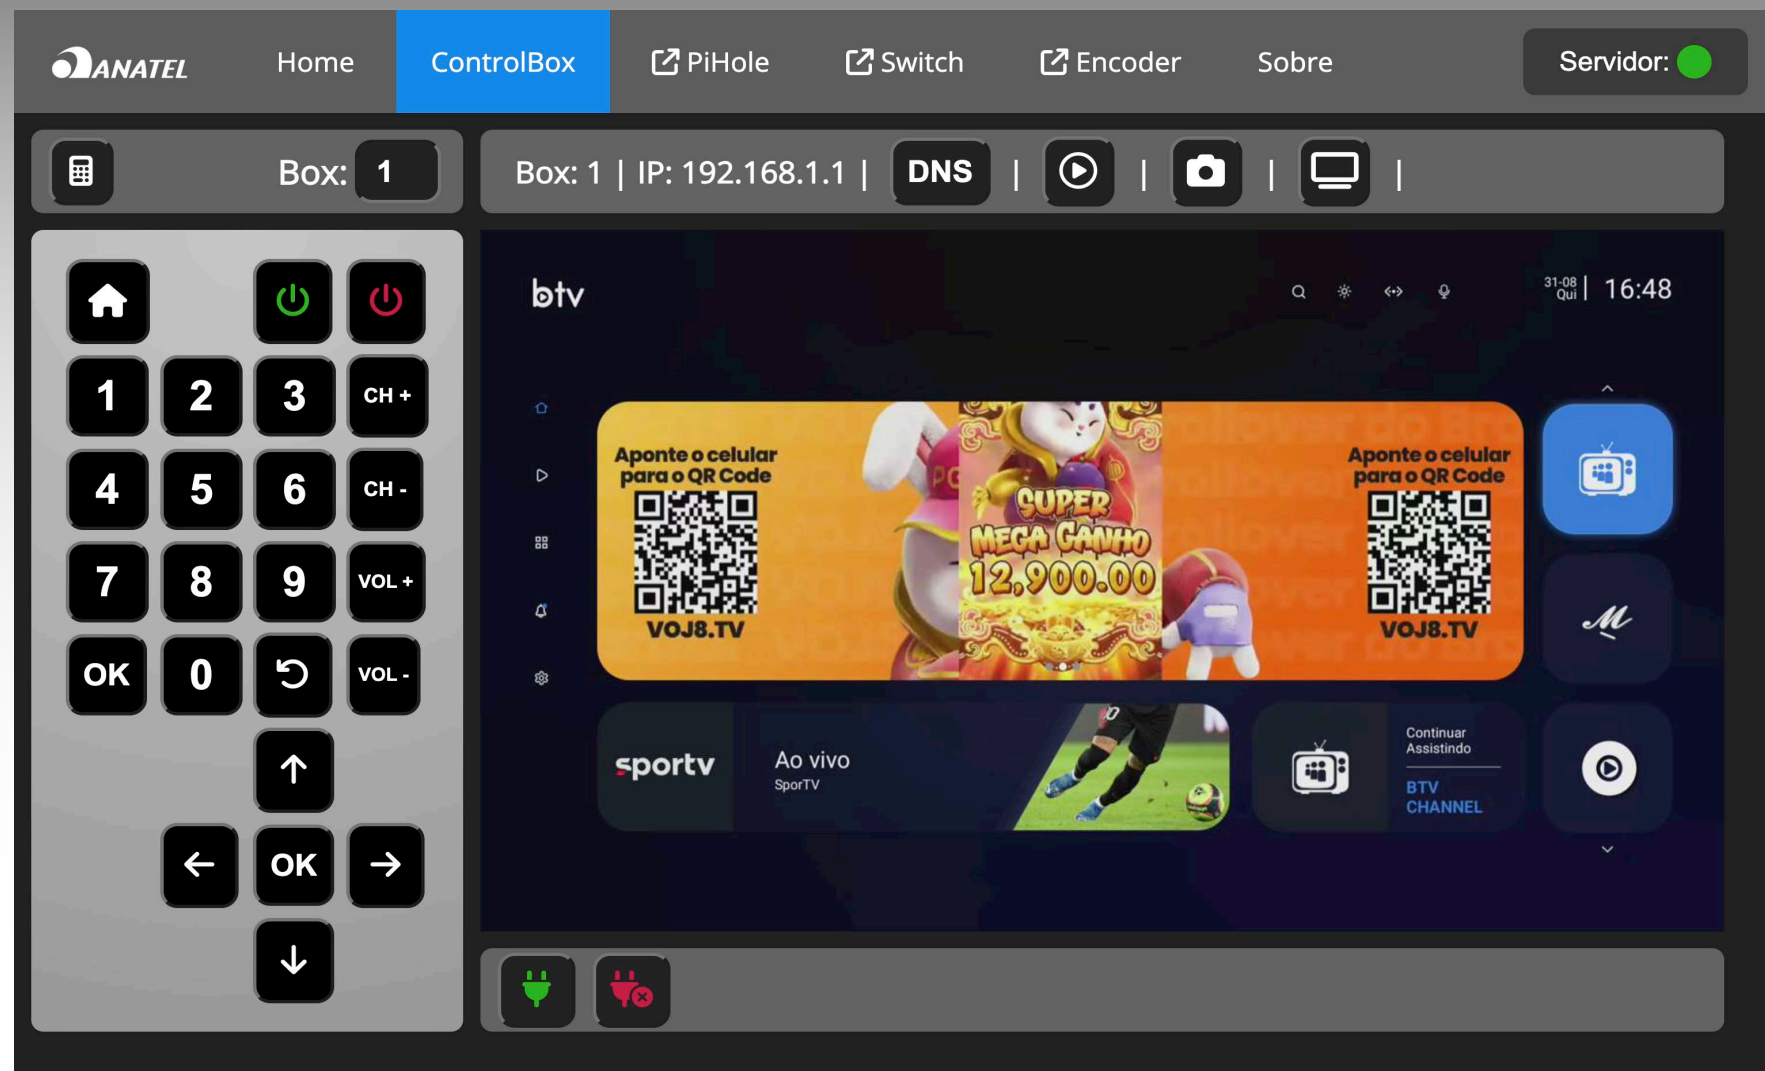 ANATEL
Home
ControlBox
PiHole
Switch
Encoder
Sobre
Servidor:
Box: 1
Box: 1 | IP: 192.168.1.1 | DNS | | | |
1 2 3 CH +
4 5 6 CH -
7 8 9 VOL +
OK 0 VOL -
OK
btv
31-08
Qui
16:48
Aponte o celular
para o QR Code
VOJ8.TV
PG
SUPER
MEGA GANHO
12,900.00
Aponte o celular
para o QR Code
VOJ8.TV
sportv
Ao vivo
SporTV
Continuar
Assistindo
BTV
CHANNEL